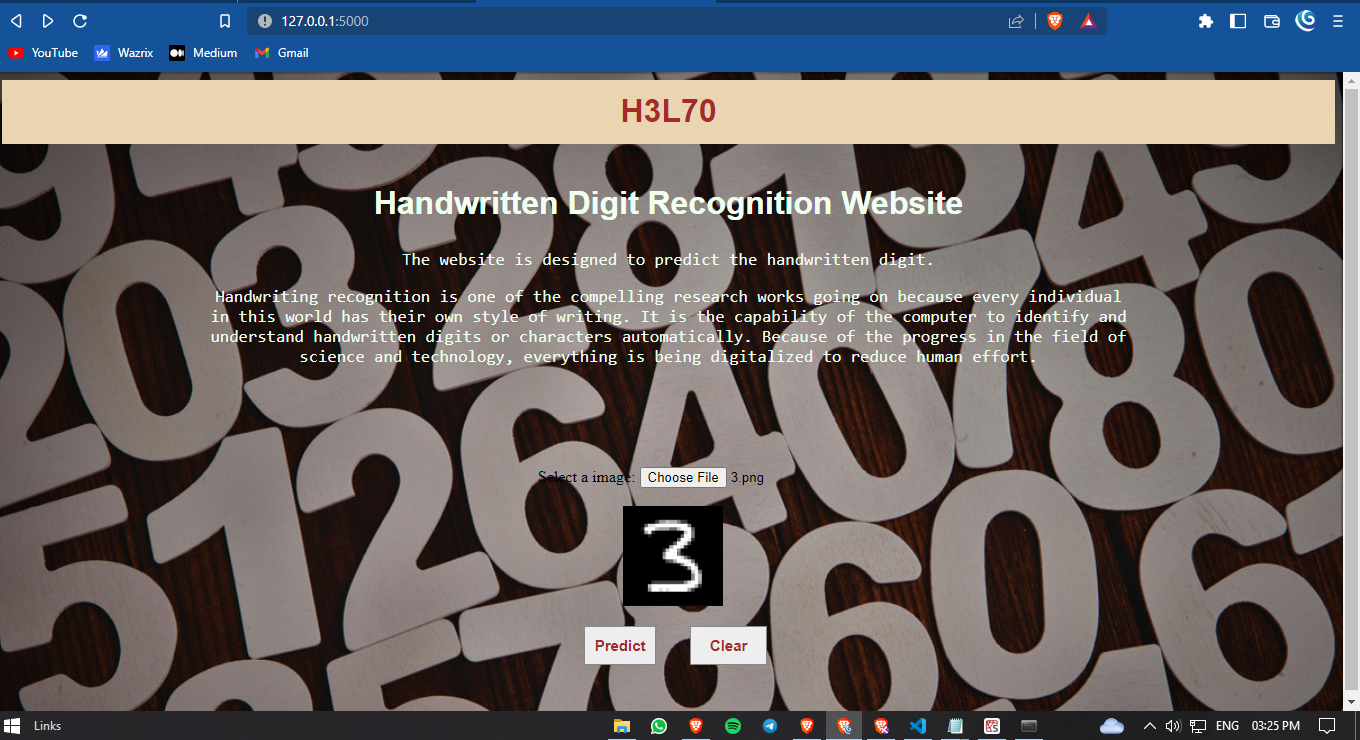 127.0.0.1:5000
YouTube Wazrix Medium Gmail
H3L70
Handwritten Digit Recognition Website
The website is designed to predict the handwritten digit.
Handwriting recognition is one of the compelling research works going on because every individual
in this world has their own style of writing. It is the capability of the computer to identify and
understand handwritten digits or characters automatically. Because of the progress in the field of
science and technology, everything is being digitalized to reduce human effort.
Select a image: Choose File 3.png
3
Predict Clear
Links ENG 03:25 PM